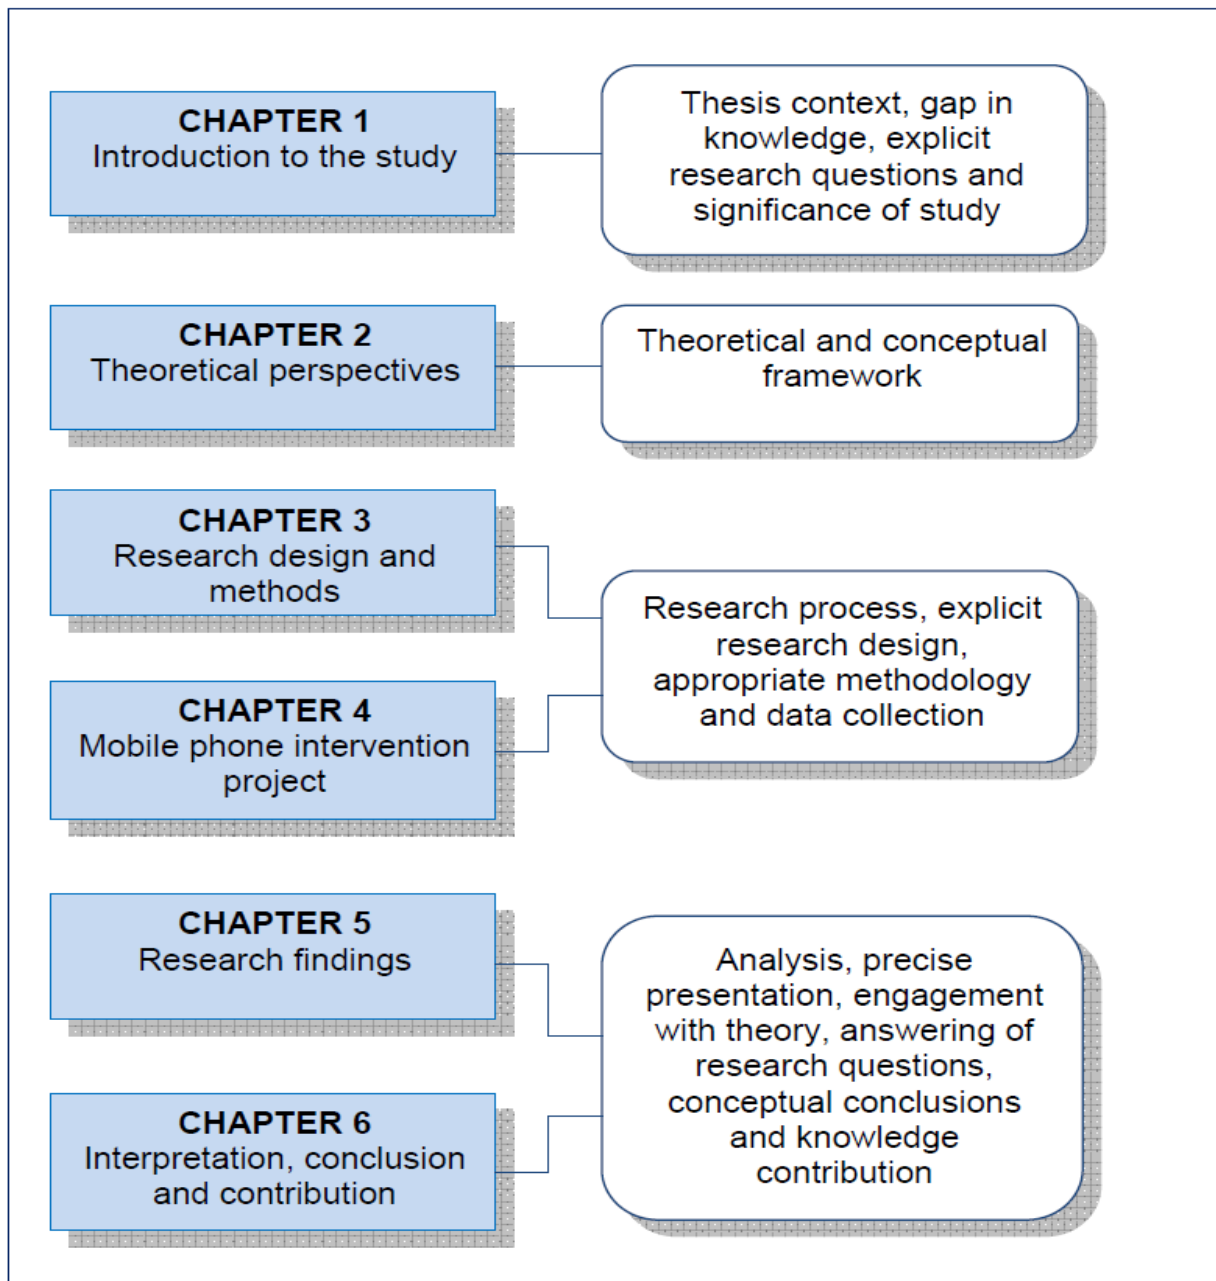 CHAPTER 1
Introduction to the study
Thesis context, gap in
knowledge, explicit
research questions and
significance of study
CHAPTER 2
Theoretical perspectives
Theoretical and conceptual
framework
CHAPTER 3
Research design and
methods
CHAPTER 4
Mobile phone intervention
project
Research process, explicit
research design,
appropriate methodology
and data collection
CHAPTER 5
Research findings
CHAPTER 6
Interpretation, conclusion
and contribution
Analysis, precise
presentation, engagement
with theory, answering of
research questions,
conceptual conclusions
and knowledge
contribution